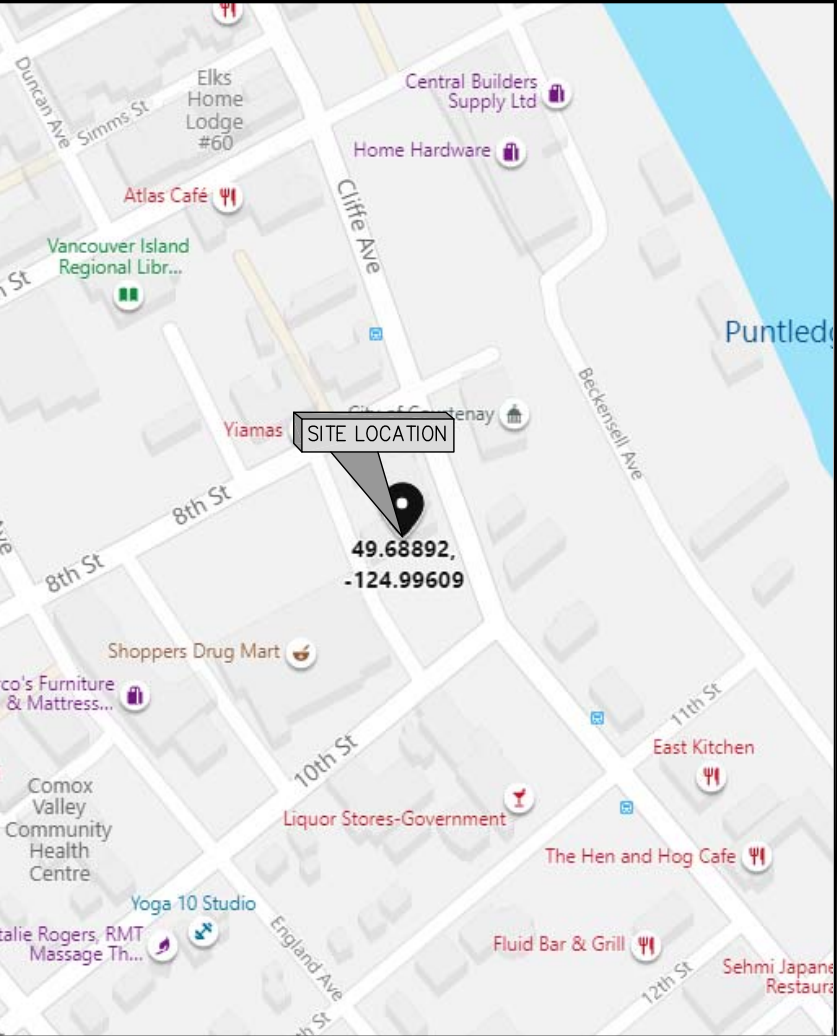 Duncan Ave
Simms St
Elks
Home
Lodge
#60
Central Builders
Supply Ltd
Home Hardware
Atlas Café
Cliffe Ave
Vancouver Island
Regional Libr...
St
Puntledg
Beckensell Ave
City of Courtenay
Yiamas
SITE LOCATION
8th St
49.68892,
-124.99609
8th St
Shoppers Drug Mart
rco's Furniture
& Mattress...
11th St
10th St
East Kitchen
Comox
Valley
Community
Health
Centre
Liquor Stores-Government
The Hen and Hog Cafe
Yoga 10 Studio
England Ave
talie Rogers, RMT
Massage Th...
Fluid Bar & Grill
12th St
Sehmi Japane
Restaura
h St